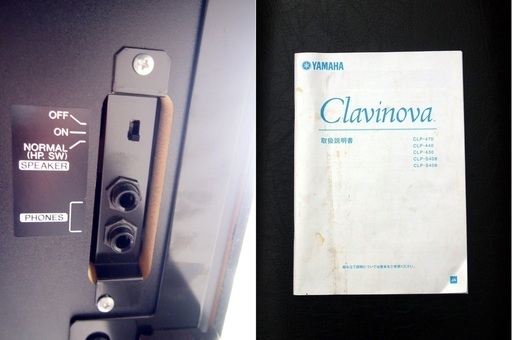 OFF
ON
NORMAL
(HP. SW)
SPEAKER
PHONES
YAMAHA
Clavinova
取扱説明書
CLP-470
CLP-440
CLP-430
CLP-S408
CLP-S406